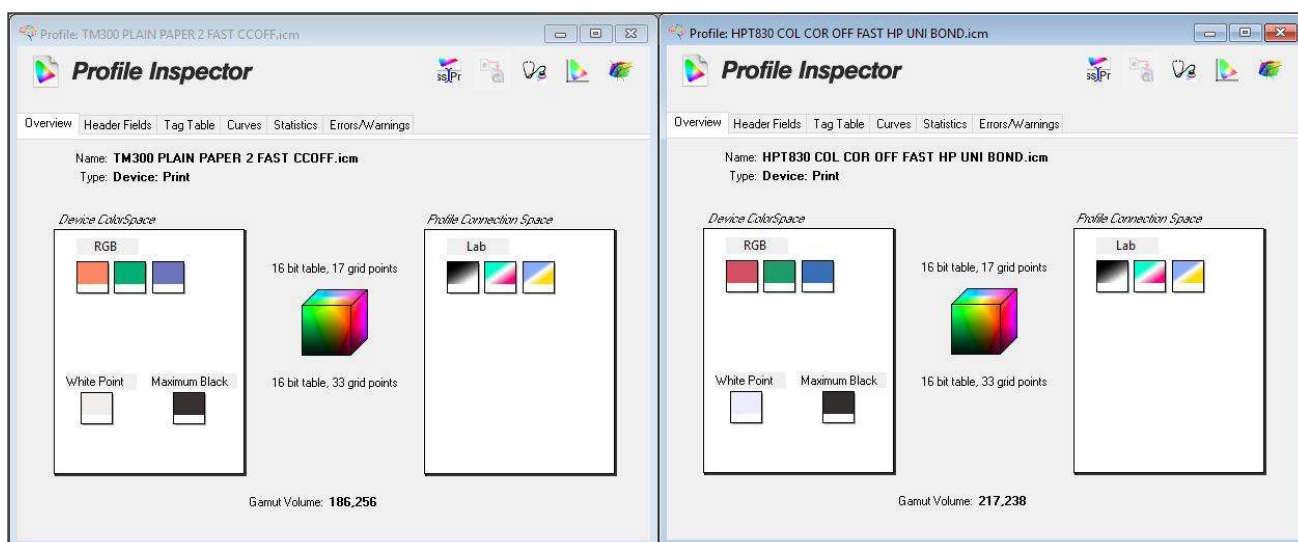 Profile: TM300 PLAIN PAPER 2 FAST CCOFF.icm
Profile Inspector
Overview Header Fields Tag Table Curves Statistics Errors/Warnings
Name: TM300 PLAIN PAPER 2 FAST CCOFF.icm
Type: Device: Print
Device ColorSpace
Profile Connection Space
RGB
Lab
16 bit table, 17 grid points
16 bit table, 33 grid points
White Point Maximum Black
Gamut Volume: 186,256
Profile: HPT830 COL COR OFF FAST HP UNI BOND.icm
Profile Inspector
Overview Header Fields Tag Table Curves Statistics Errors/Warnings
Name: HPT830 COL COR OFF FAST HP UNI BOND.icm
Type: Device: Print
Device ColorSpace
Profile Connection Space
RGB
Lab
16 bit table, 17 grid points
16 bit table, 33 grid points
White Point Maximum Black
Gamut Volume: 217,238